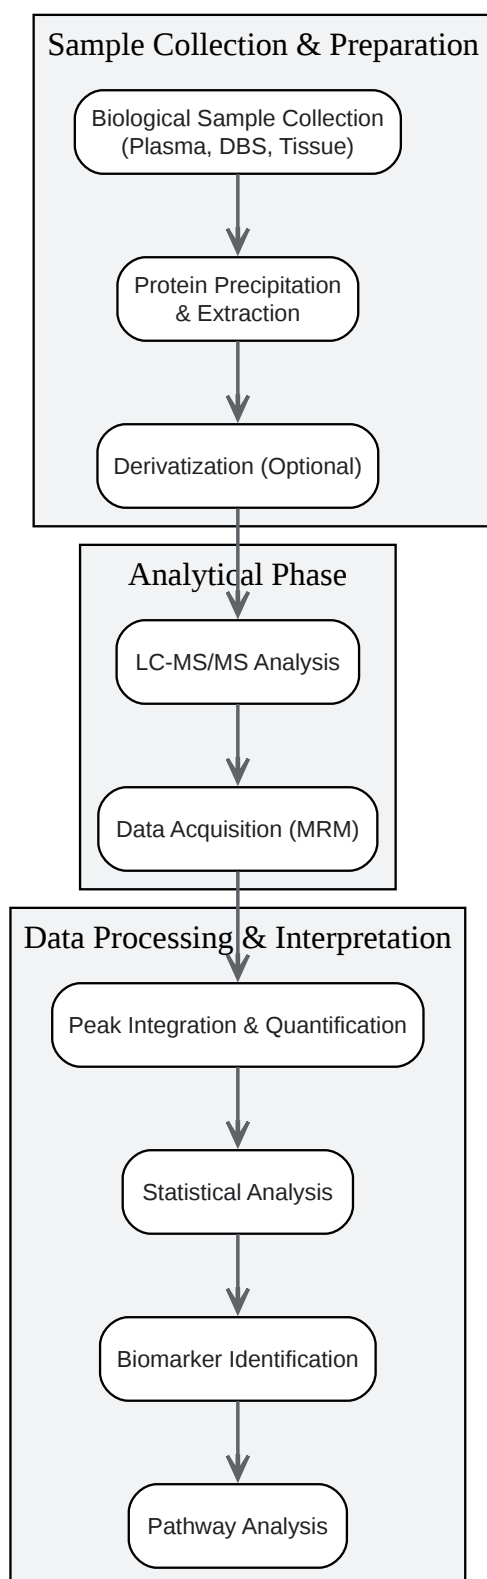 Sample Collection & Preparation
Biological Sample Collection
(Plasma, DBS, Tissue)
Protein Precipitation
& Extraction
Derivatization (Optional)
Analytical Phase
LC-MS/MS Analysis
Data Acquisition (MRM)
Data Processing & Interpretation
Peak Integration & Quantification
Statistical Analysis
Biomarker Identification
Pathway Analysis